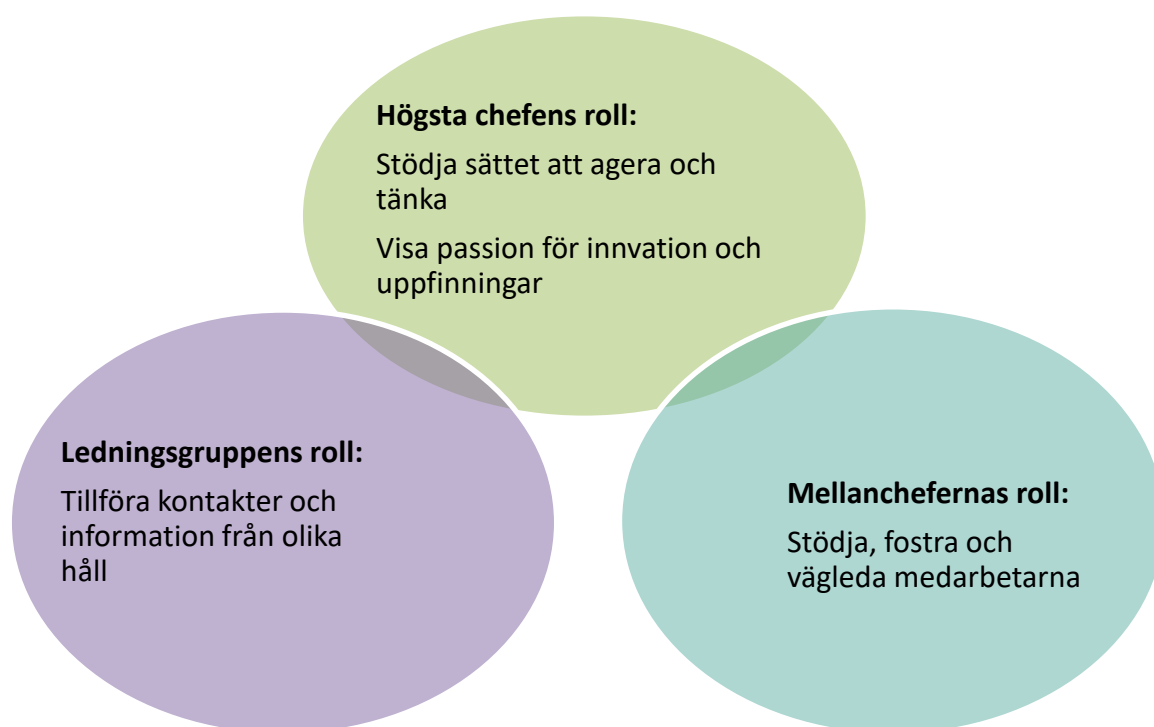 Högsta chefens roll:
Stödja sättet att agera och
tänka
Visa passion för innvation och
uppfinningar
Ledningsgruppens roll:
Tillföra kontakter och
information från olika
håll
Mellanchefernas roll:
Stödja, fostra och
vägleda medarbetarna